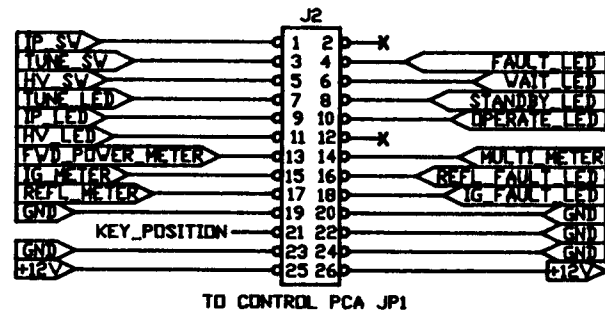 J2
IP_SW 1 2 X
TUNE_SW 3 4 FAULT_LED
HV_SW 5 6 WAIT_LED
TUNE_LED 7 8 STANDBY_LED
IP_LED 9 10 OPERATE_LED
HV_LED 11 12 X
FWD_POWER_METER 13 14 MULTI_METER
IG_METER 15 16 REFL_FAULT_LED
REFL_METER 17 18 IG_FAULT_LED
GND 19 20 GND
KEY_POSITION 21 22 GND
GND 23 24 GND
+12V 25 26 +12V
TO CONTROL PCA JP1